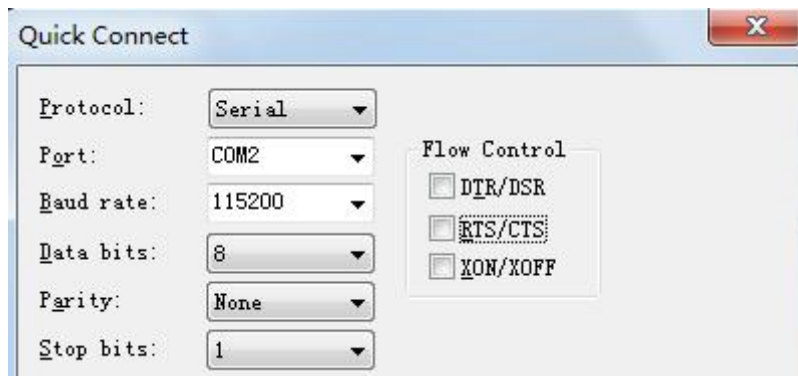 Quick Connect
Protocol: Serial
Port: COM2
Baud rate: 115200
Data bits: 8
Parity: None
Stop bits: 1
Flow Control
DTR/DSR
RTS/CTS
XON/XOFF